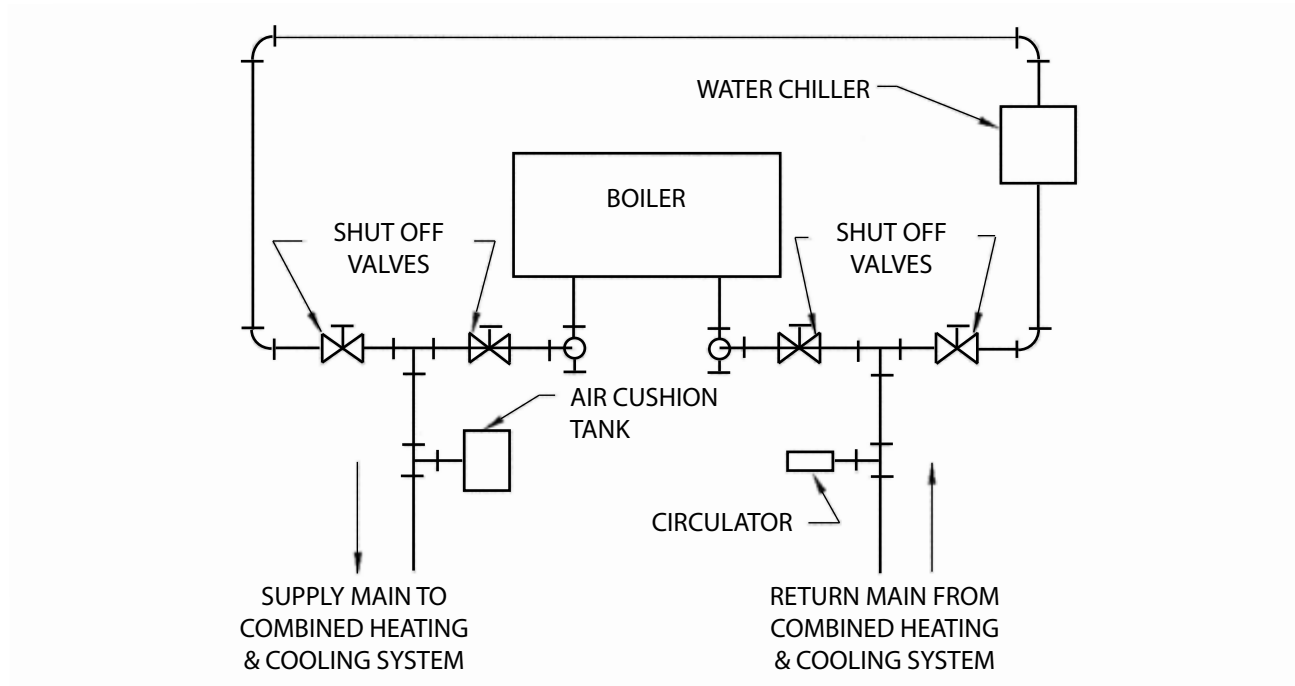 WATER CHILLER
BOILER
SHUT OFF
VALVES
SHUT OFF
VALVES
AIR CUSHION
TANK
CIRCULATOR
SUPPLY MAIN TO
COMBINED HEATING
& COOLING SYSTEM
RETURN MAIN FROM
COMBINED HEATING
& COOLING SYSTEM